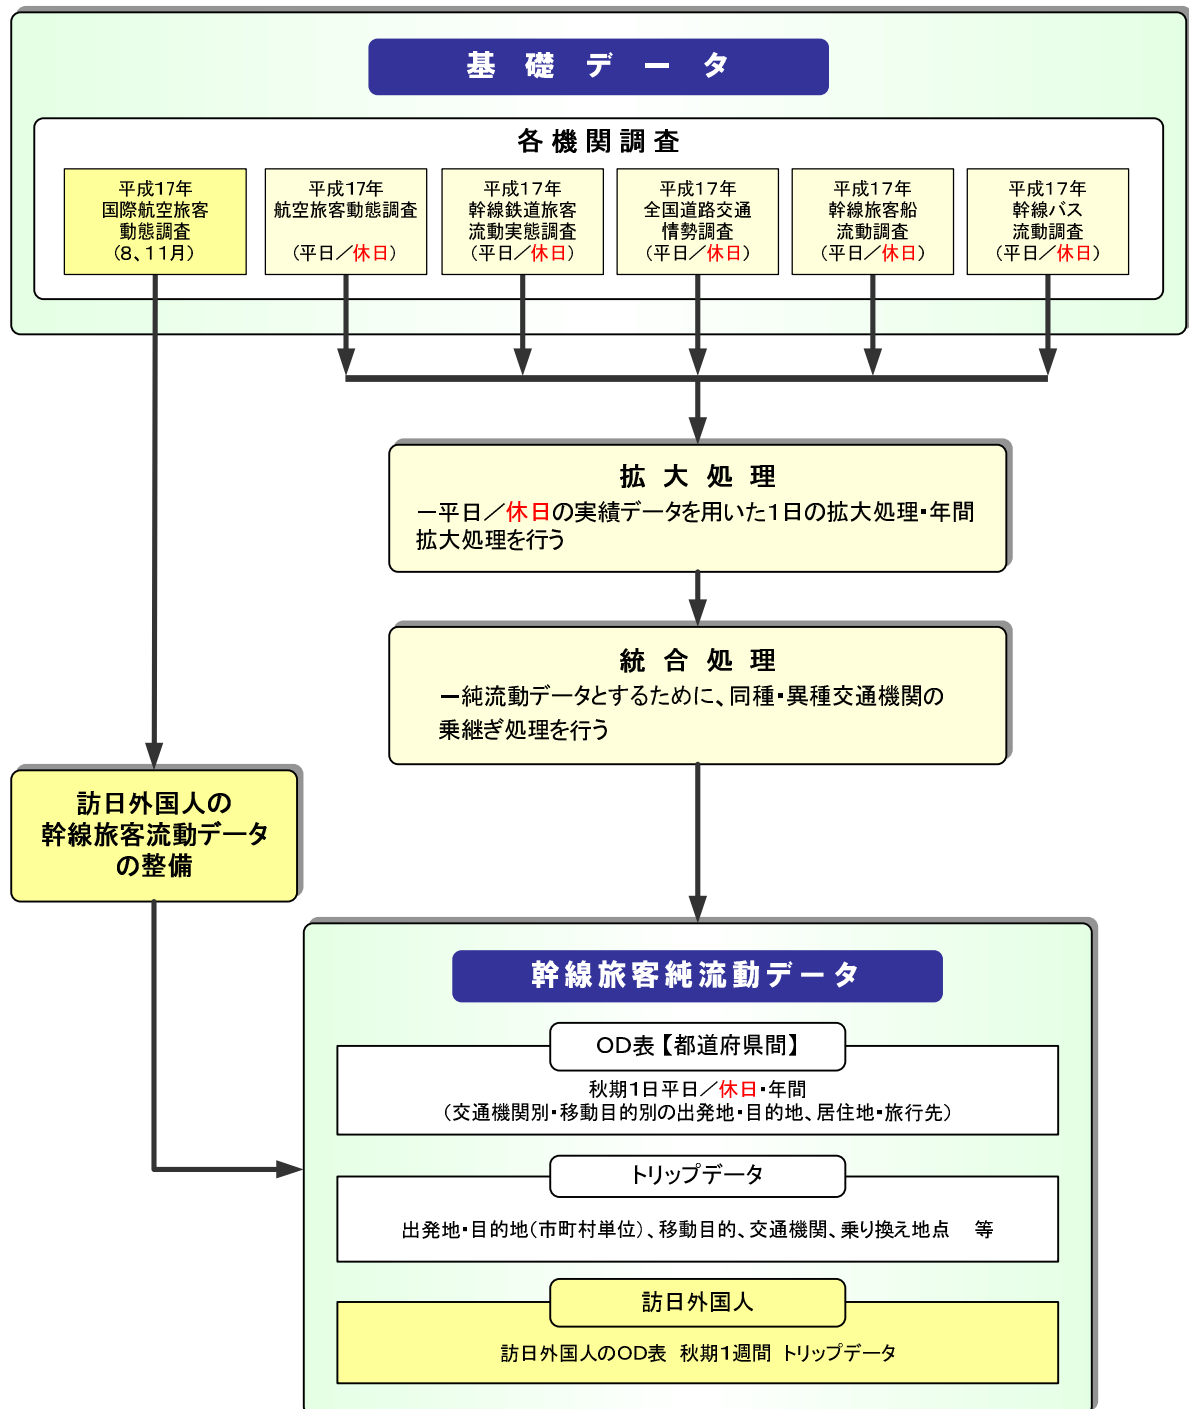 基礎データ
各機関調査
平成17年
国際航空旅客
動態調査
(8、11月)
平成17年
航空旅客動態調査
(平日／休日)
平成17年
幹線鉄道旅客
流動実態調査
(平日／休日)
平成17年
全国道路交通
情勢調査
(平日／休日)
平成17年
幹線旅客船
流動調査
(平日／休日)
平成17年
幹線バス
流動調査
(平日／休日)
拡大処理
－平日／休日の実績データを用いた1日の拡大処理・年間
拡大処理を行う
統合処理
－純流動データとするために、同種・異種交通機関の
乗継ぎ処理を行う
訪日外国人の
幹線旅客流動データ
の整備
幹線旅客純流動データ
OD表【都道府県間】
秋期1日平日／休日・年間
(交通機関別・移動目的別の出発地・目的地、居住地・旅行先)
トリップデータ
出発地・目的地(市町村単位)、移動目的、交通機関、乗り換え地点　等
訪日外国人
訪日外国人のOD表　秋期1週間　トリップデータ